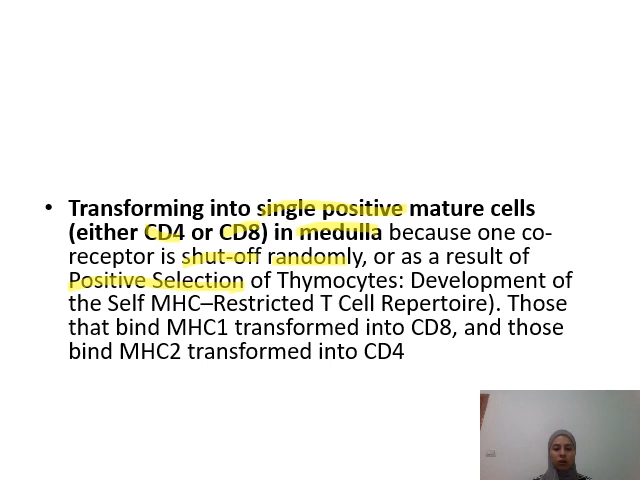 • Transforming into single positive mature cells
(either CD4 or CD8) in medulla because one co-
receptor is shut-off randomly, or as a result of
Positive Selection of Thymocytes: Development of
the Self MHC–Restricted T Cell Repertoire). Those
that bind MHC1 transformed into CD8, and those
bind MHC2 transformed into CD4